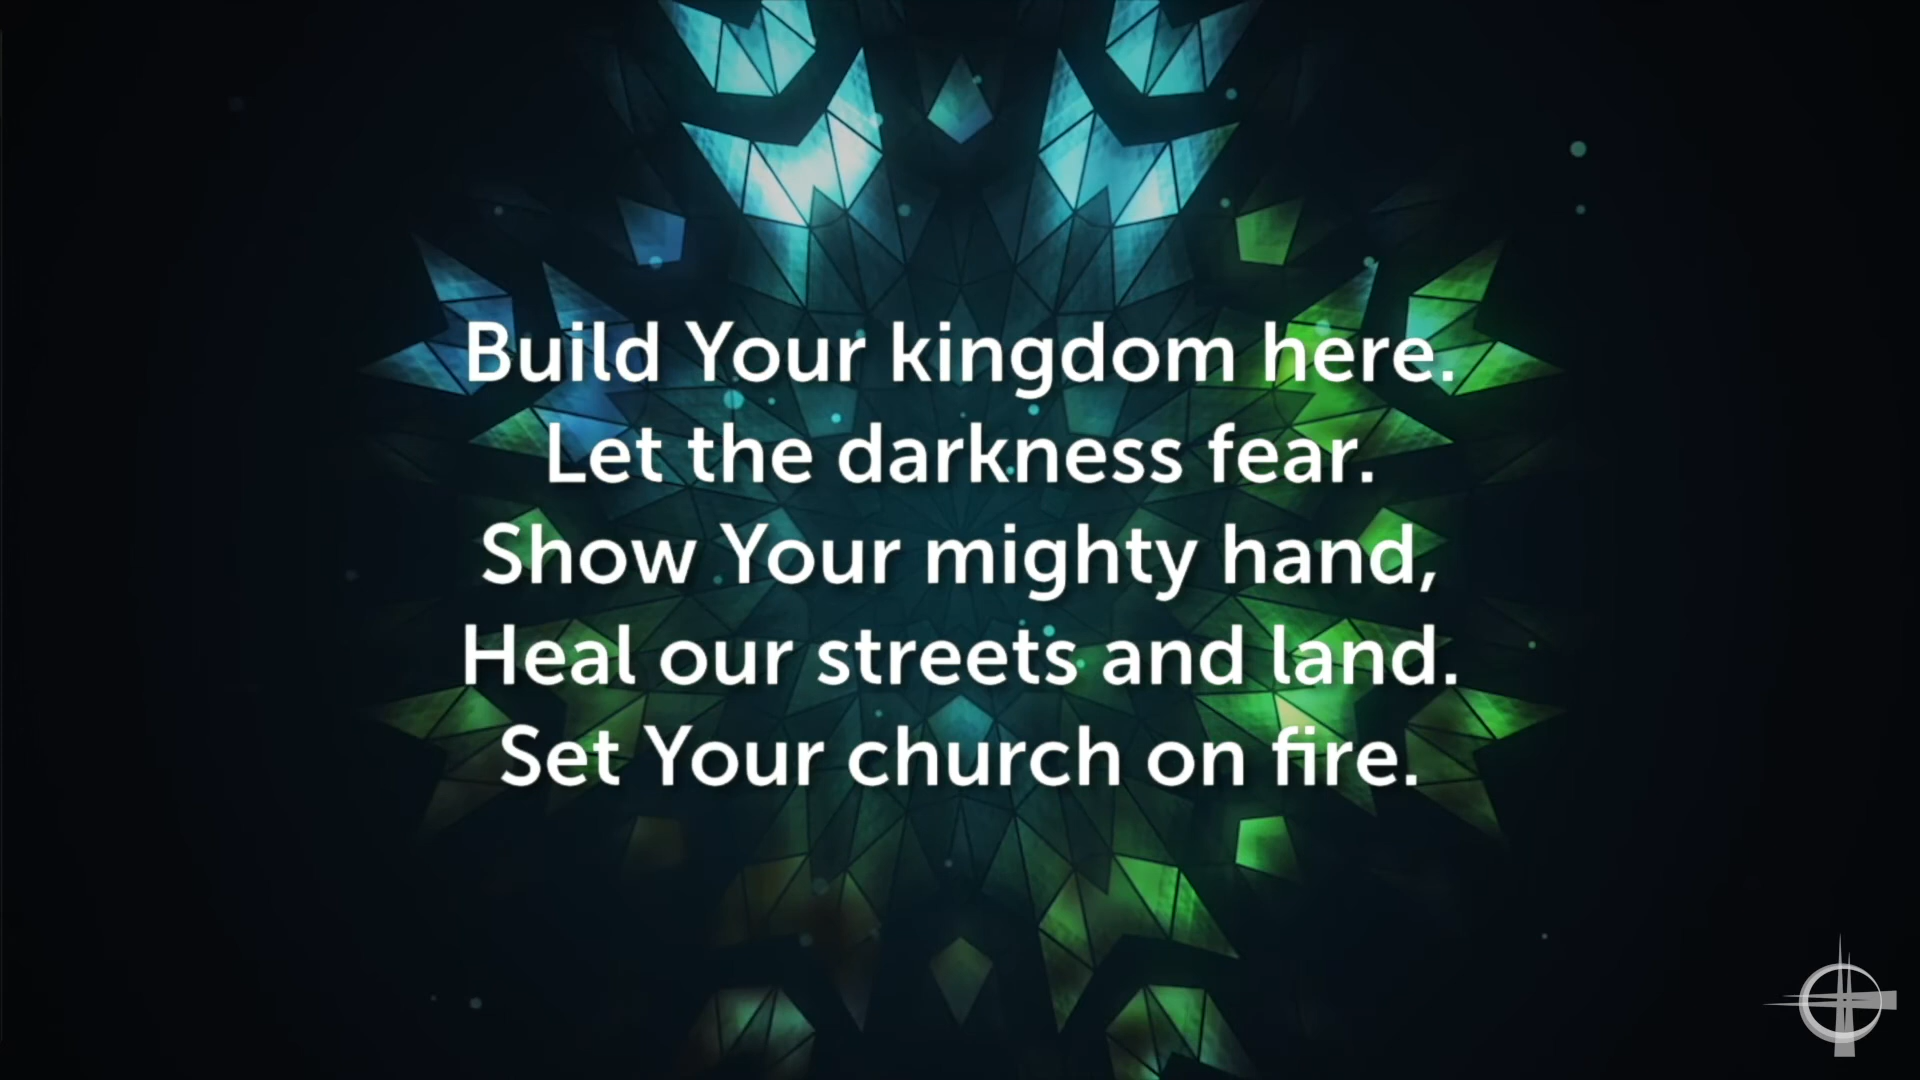 Build Your kingdom here.
Let the darkness fear.
Show Your mighty hand,
Heal our streets and land.
Set Your church on fire.